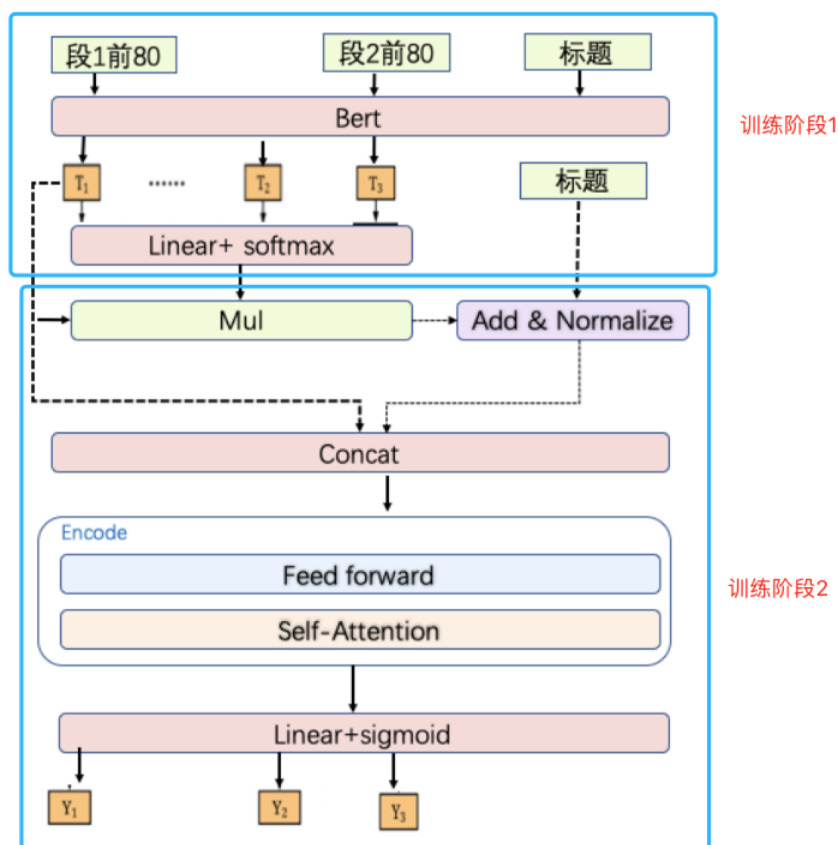 段1前80
段2前80
标题
Bert
训练阶段1
T1
......
T2
T3
标题
Linear+ softmax
Mul
Add & Normalize
Concat
Encode
Feed forward
训练阶段2
Self-Attention
Linear+sigmoid
Y1
Y2
Y3